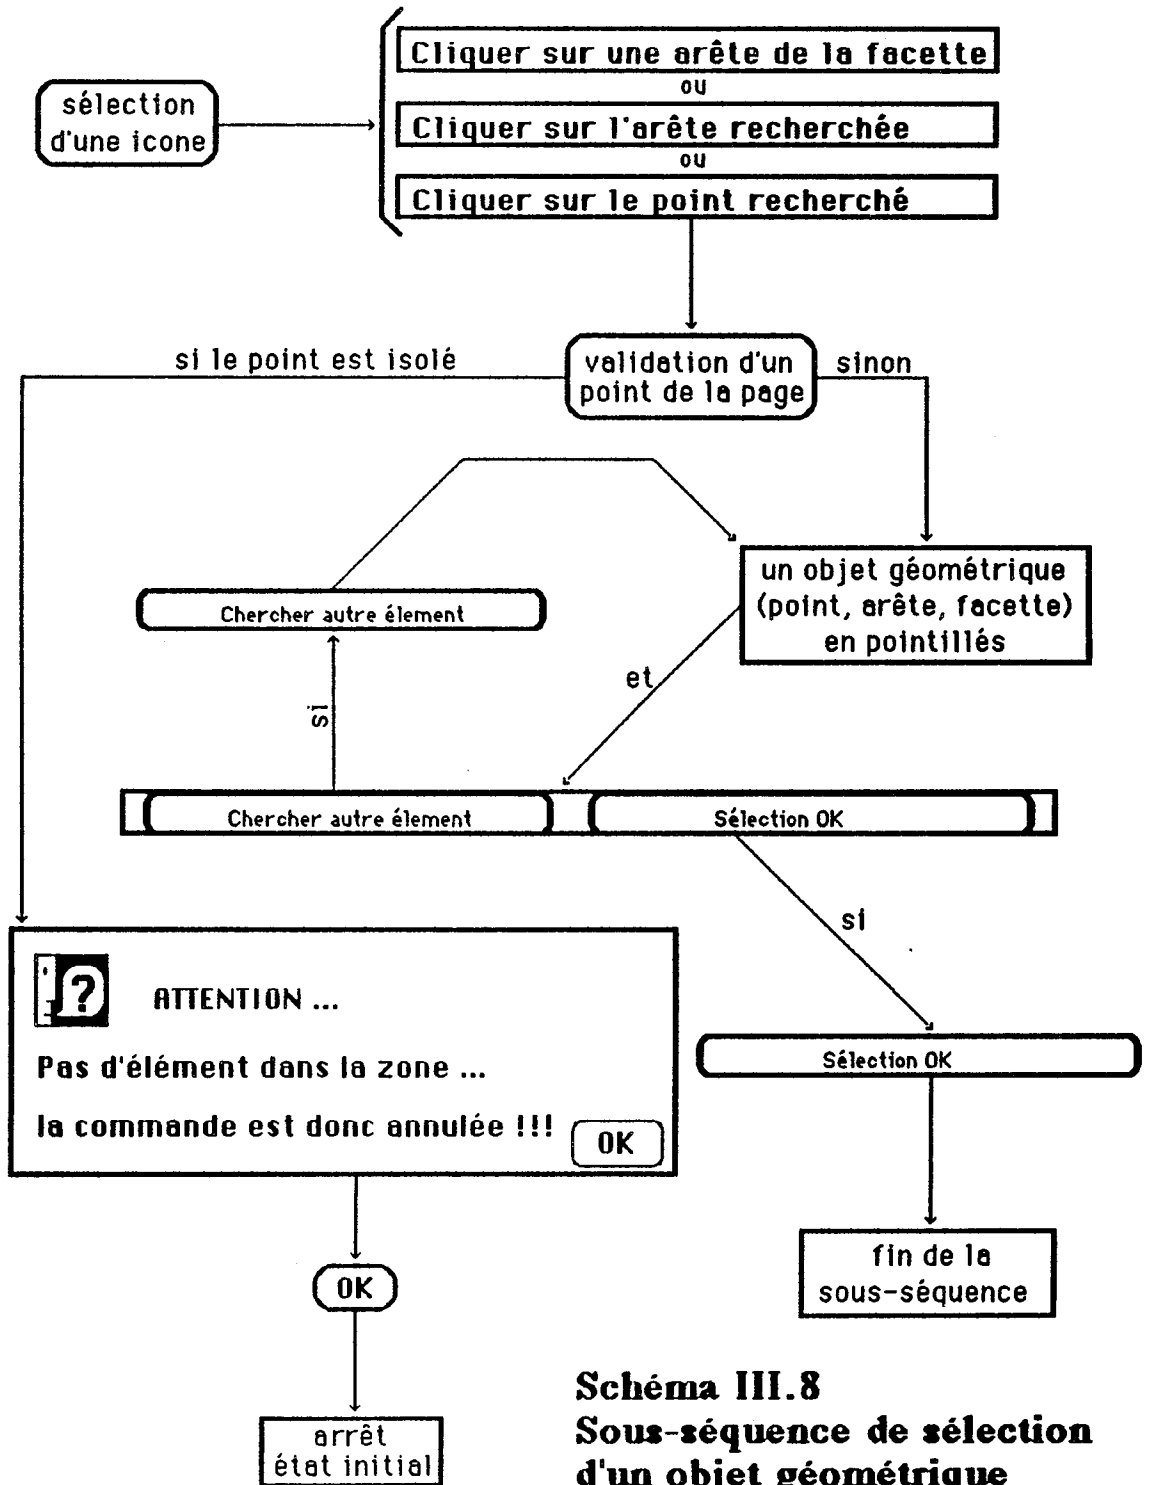 Cliquer sur une arête de la facette
ou
sélection
d'une icone
Cliquer sur l'arête recherchée
ou
Cliquer sur le point recherché
si le point est isolé
validation d'un
point de la page
sinon
un objet géométrique
(point, arête, facette)
en pointillés
Chercher autre élement
et
si
Chercher autre élement
Sélection OK
si
?
ATTENTION ...
Pas d'élément dans la zone ...
la commande est donc annulée !!!
OK
Sélection OK
fin de la
sous-séquence
OK
arrêt
état initial
Schéma III.8
Sous-séquence de sélection
d'un objet géométrique